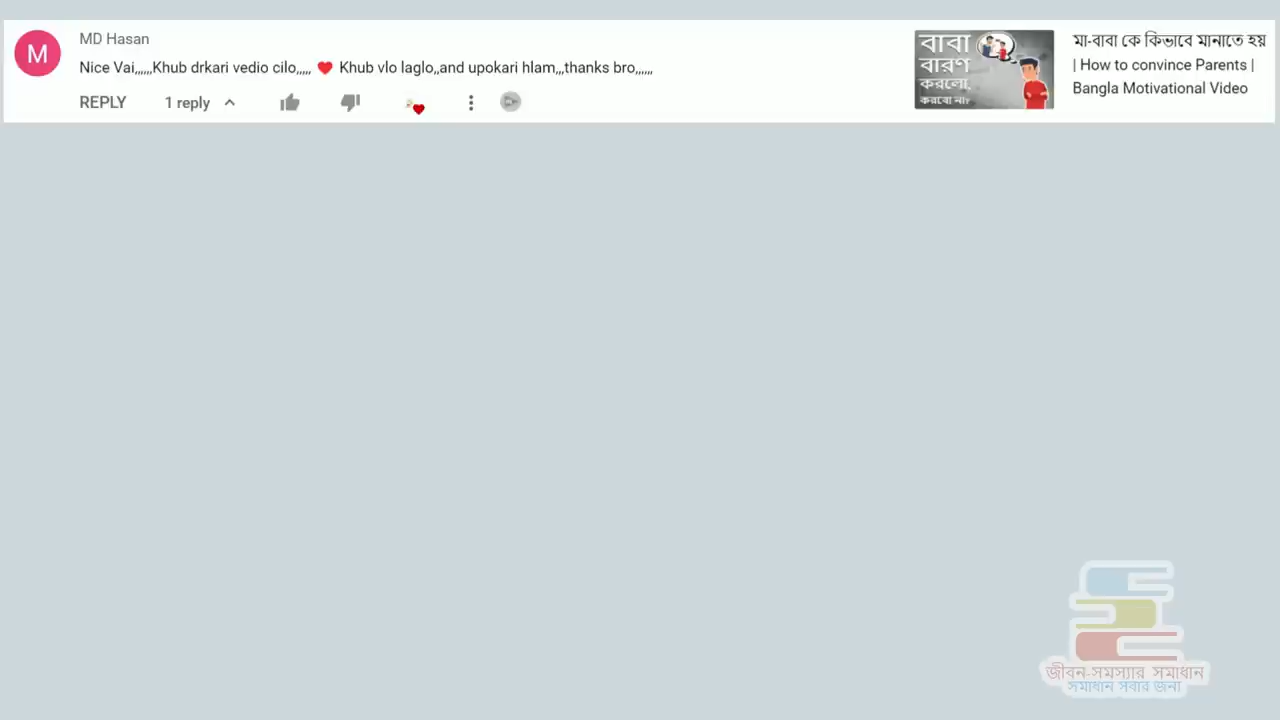 M
MD Hasan
Nice Vai,,,,,,Khub drkari vedio cilo,,,,, ❤️ Khub vlo laglo,,and upokari hlam,,,thanks bro,,,,,,
REPLY 1 reply
বাবা
বারণ
করলো,
করবো না?
মা-বাবা কে কিভাবে মানাতে হয়
| How to convince Parents |
Bangla Motivational Video
জীবন-সমস্যার সমাধান
সমাধান সবার জন্য